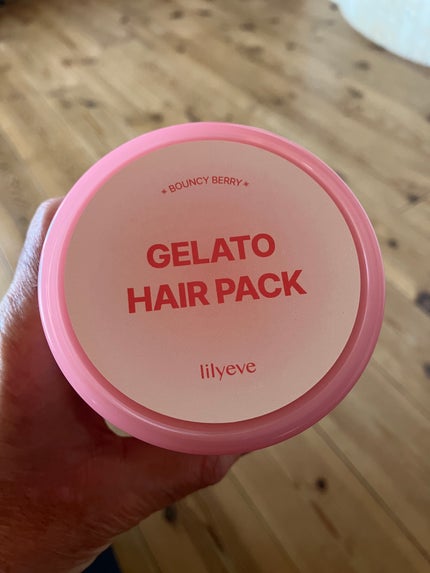 * BOUNCY BERRY *
GELATO
HAIR PACK
lilyeve